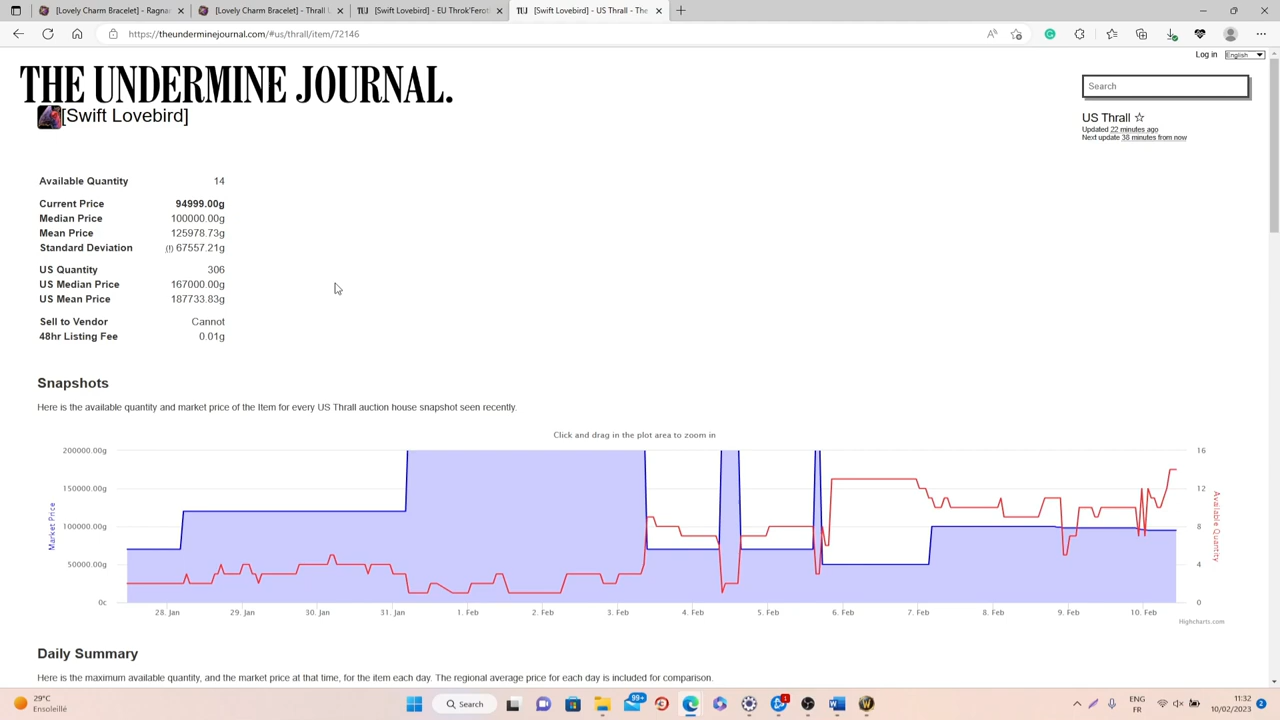 [Lovely Charm Bracelet] - Ragna
[Lovely Charm Bracelet] - Thrall U
TUJ [Swift Lovebird] - EU Throk'Ferot
TUJ [Swift Lovebird] - US Thrall - The
https://theunderminejournal.com/#us/thrall/item/72146
Log in English
THE UNDERMINE JOURNAL.
Search
[Swift Lovebird]
US Thrall ☆
Updated 22 minutes ago
Next update 38 minutes from now
Available Quantity 14
Current Price 94999.00g
Median Price 100000.00g
Mean Price 125978.73g
Standard Deviation (!) 67557.21g
US Quantity 306
US Median Price 167000.00g
US Mean Price 187733.83g
Sell to Vendor Cannot
48hr Listing Fee 0.01g
Snapshots
Here is the available quantity and market price of the Item for every US Thrall auction house snapshot seen recently.
Click and drag in the plot area to zoom in
200000.00g
150000.00g
100000.00g
50000.00g
0c
Market Price
16
12
8
4
0
Available Quantity
28. Jan 29. Jan 30. Jan 31. Jan 1. Feb 2. Feb 3. Feb 4. Feb 5. Feb 6. Feb 7. Feb 8. Feb 9. Feb 10. Feb
Highcharts.com
Daily Summary
Here is the maximum available quantity, and the market price at that time, for the item each day. The regional average price for each day is included for comparison.
29°C
Ensoleillé
Search
99+
1
ENG
FR
11:32
10/02/2023
2